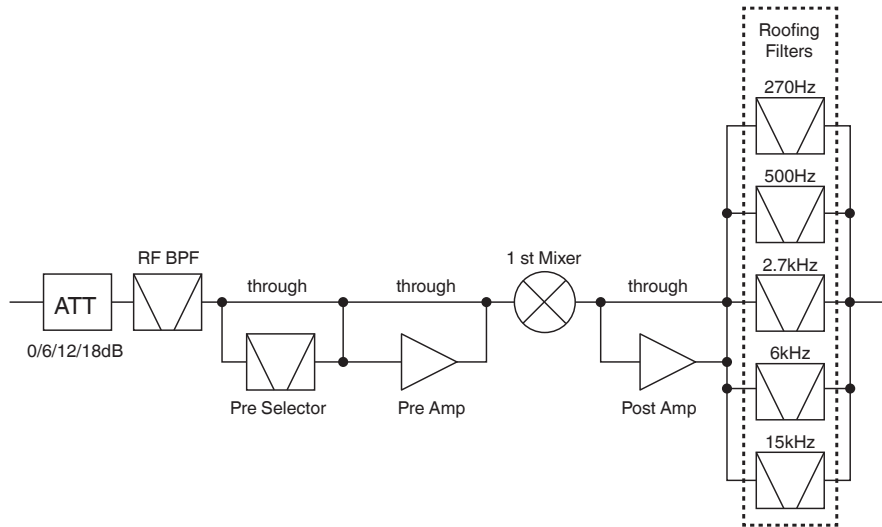 Roofing
Filters
270Hz
500Hz
RF BPF
1 st Mixer
2.7kHz
through
through
through
ATT
0/6/12/18dB
6kHz
Pre Selector
Pre Amp
Post Amp
15kHz